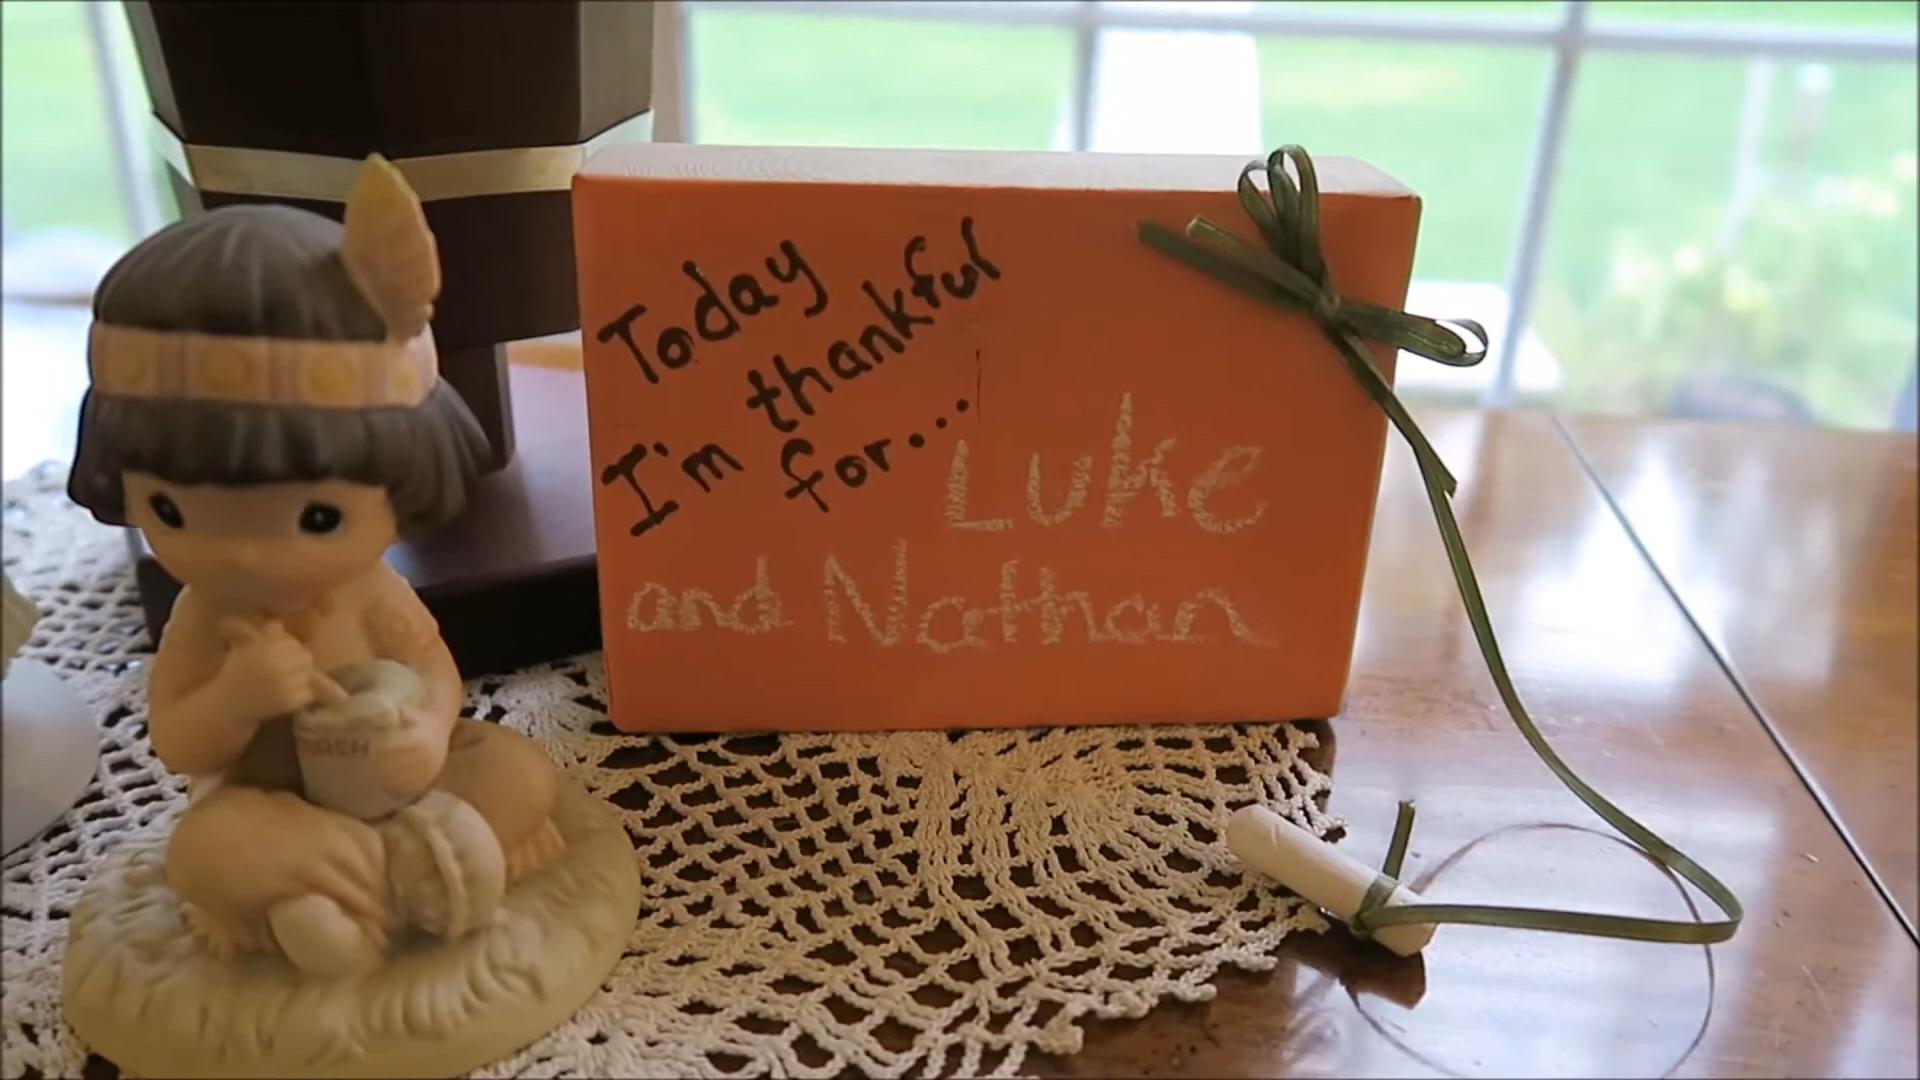 Today
I'm thankful
for...
Luke
and Nathan